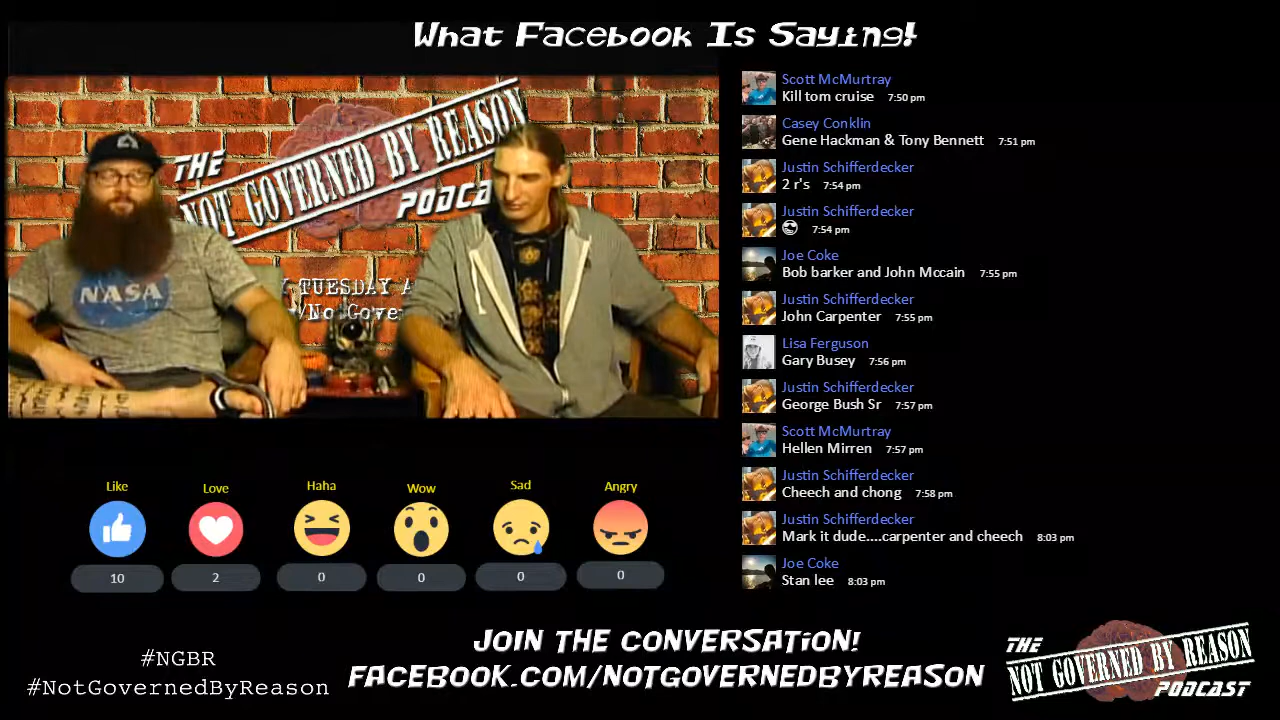 What Facebook Is Saying!
THE
NOT GOVERNED BY REASON
PODCA
NASA
TUESDAY A
/No Gover
Scott McMurtray
Kill tom cruise 7:50 pm
Casey Conklin
Gene Hackman & Tony Bennett 7:51 pm
Justin Schifferdecker
2 r's 7:54 pm
Justin Schifferdecker
😎 7:54 pm
Joe Coke
Bob barker and John Mccain 7:55 pm
Justin Schifferdecker
John Carpenter 7:55 pm
Lisa Ferguson
Gary Busey 7:56 pm
Justin Schifferdecker
George Bush Sr 7:57 pm
Scott McMurtray
Hellen Mirren 7:57 pm
Justin Schifferdecker
Cheech and chong 7:58 pm
Justin Schifferdecker
Mark it dude....carpenter and cheech 8:03 pm
Joe Coke
Stan lee 8:03 pm
Like Love Haha Wow Sad Angry
10 2 0 0 0 0
#NGBR
#NotGovernedByReason
JOIN THE CONVERSATION!
FACEBOOK.COM/NOTGOVERNEDBYREASON
THE
NOT GOVERNED BY REASON
PODCAST